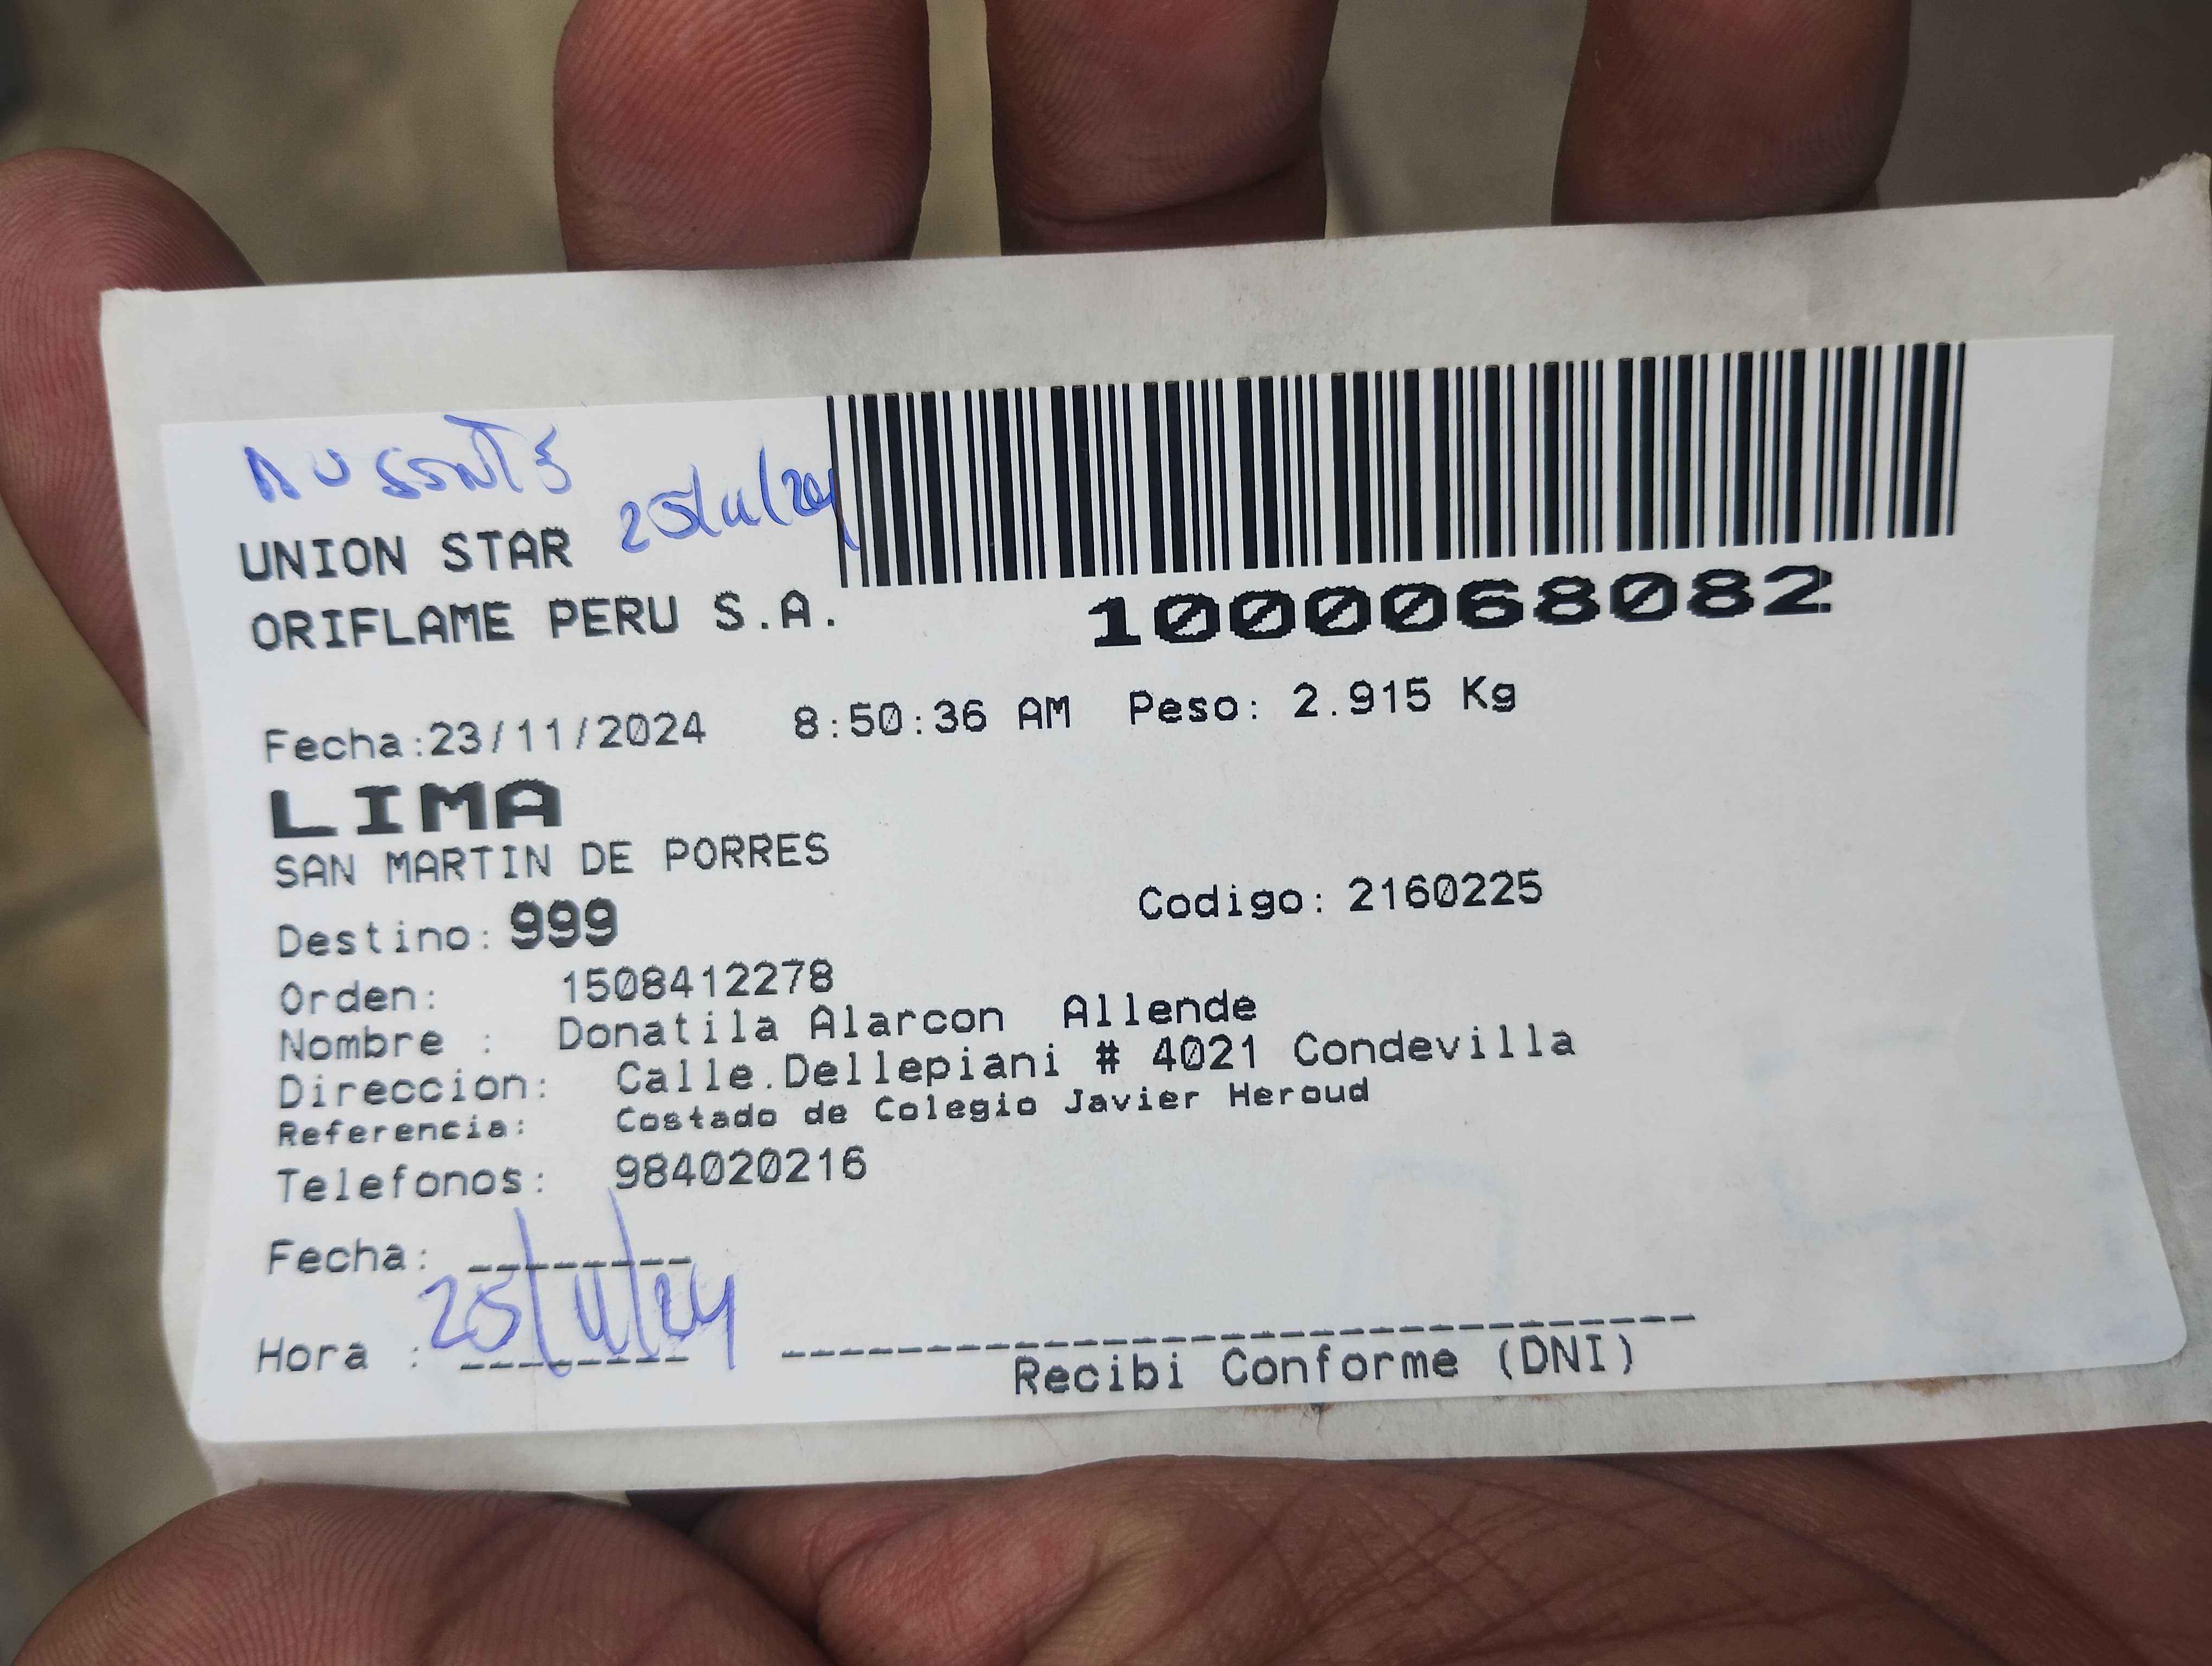 Ausente
UNION STAR 25/11/24
ORIFLAME PERU S.A.
1000068082
Fecha:23/11/2024 8:50:36 AM Peso: 2.915 Kg
LIMA
SAN MARTIN DE PORRES
Destino: 999 Codigo: 2160225
Orden: 1508412278
Nombre : Donatila Alarcon Allende
Direccion: Calle.Dellepiani # 4021 Condevilla
Referencia: Costado de Colegio Javier Heroud
Telefonos: 984020216
Fecha: 25/11/24
Hora :
Recibi Conforme (DNI)